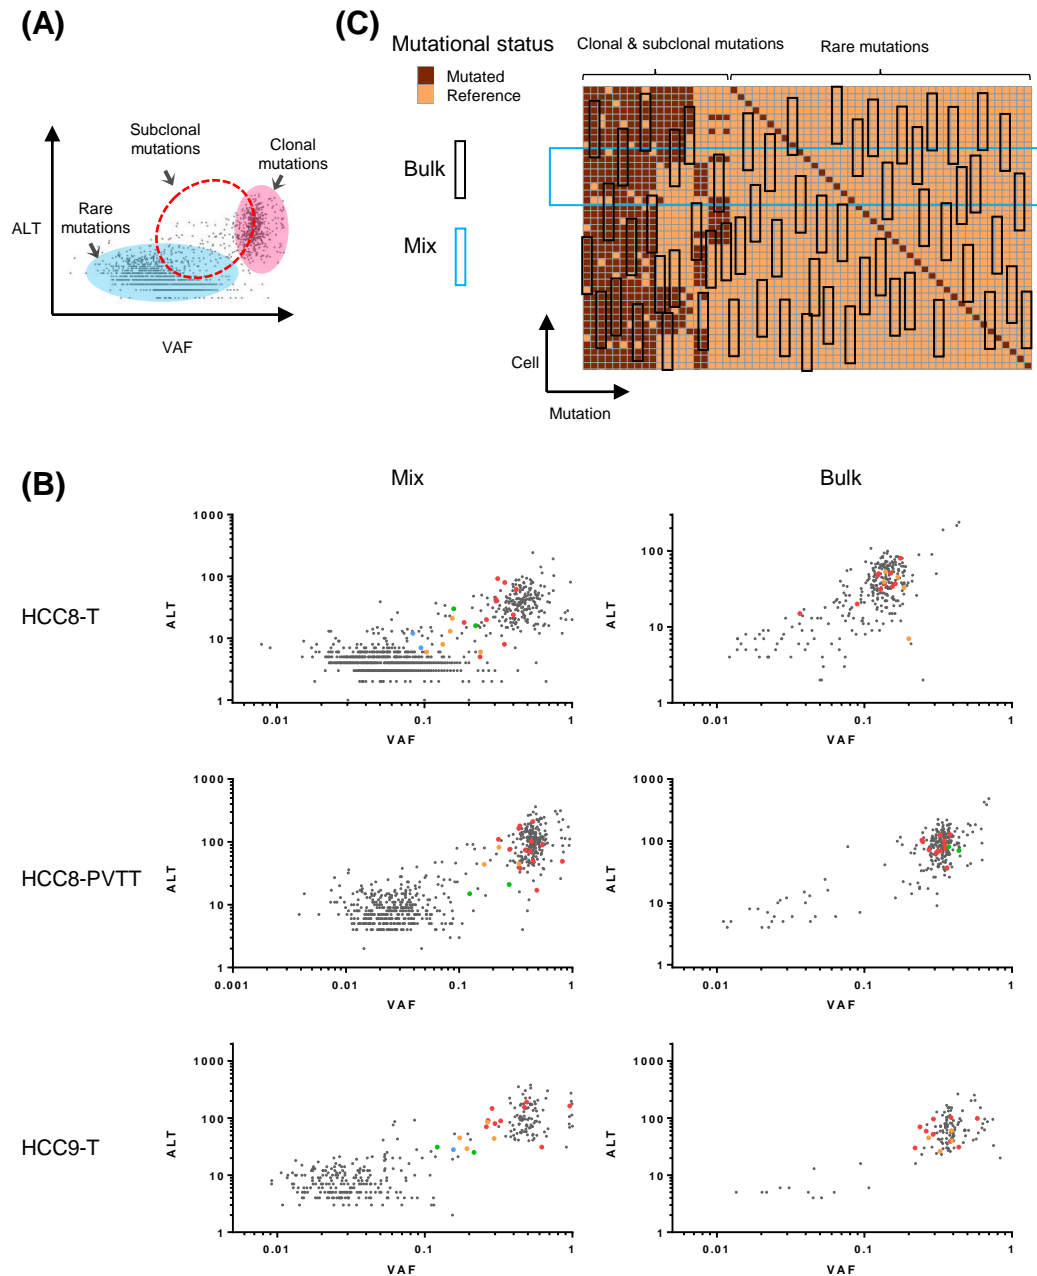 (A)
Subclonal
mutations
Clonal
mutations
Rare
mutations
ALT
VAF
(C)
Mutational status
Mutated
Reference
Clonal & subclonal mutations
Rare mutations
Bulk
Mix
Cell
Mutation
(B)
Mix
Bulk
HCC8-T
1000
100
10
1
ALT
0.01
0.1
1
VAF
100
10
1
ALT
0.01
0.1
1
VAF
HCC8-PVTT
1000
100
10
1
ALT
0.001
0.01
0.1
1
VAF
1000
100
10
1
ALT
0.01
0.1
1
VAF
HCC9-T
1000
100
10
1
ALT
0.01
0.1
1
VAF
1000
100
10
1
ALT
0.01
0.1
1
VAF